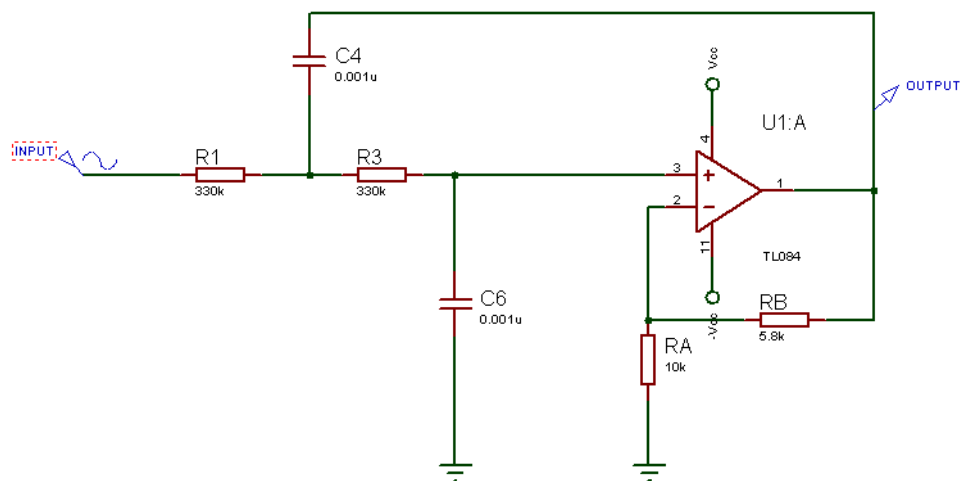 C4
0.001u
Vcc
OUTPUT
U1:A
4
INPUT
R1
330k
R3
330k
3
2
1
11
TL084
C6
0.001u
-Vcc
RB
5.8k
RA
10k